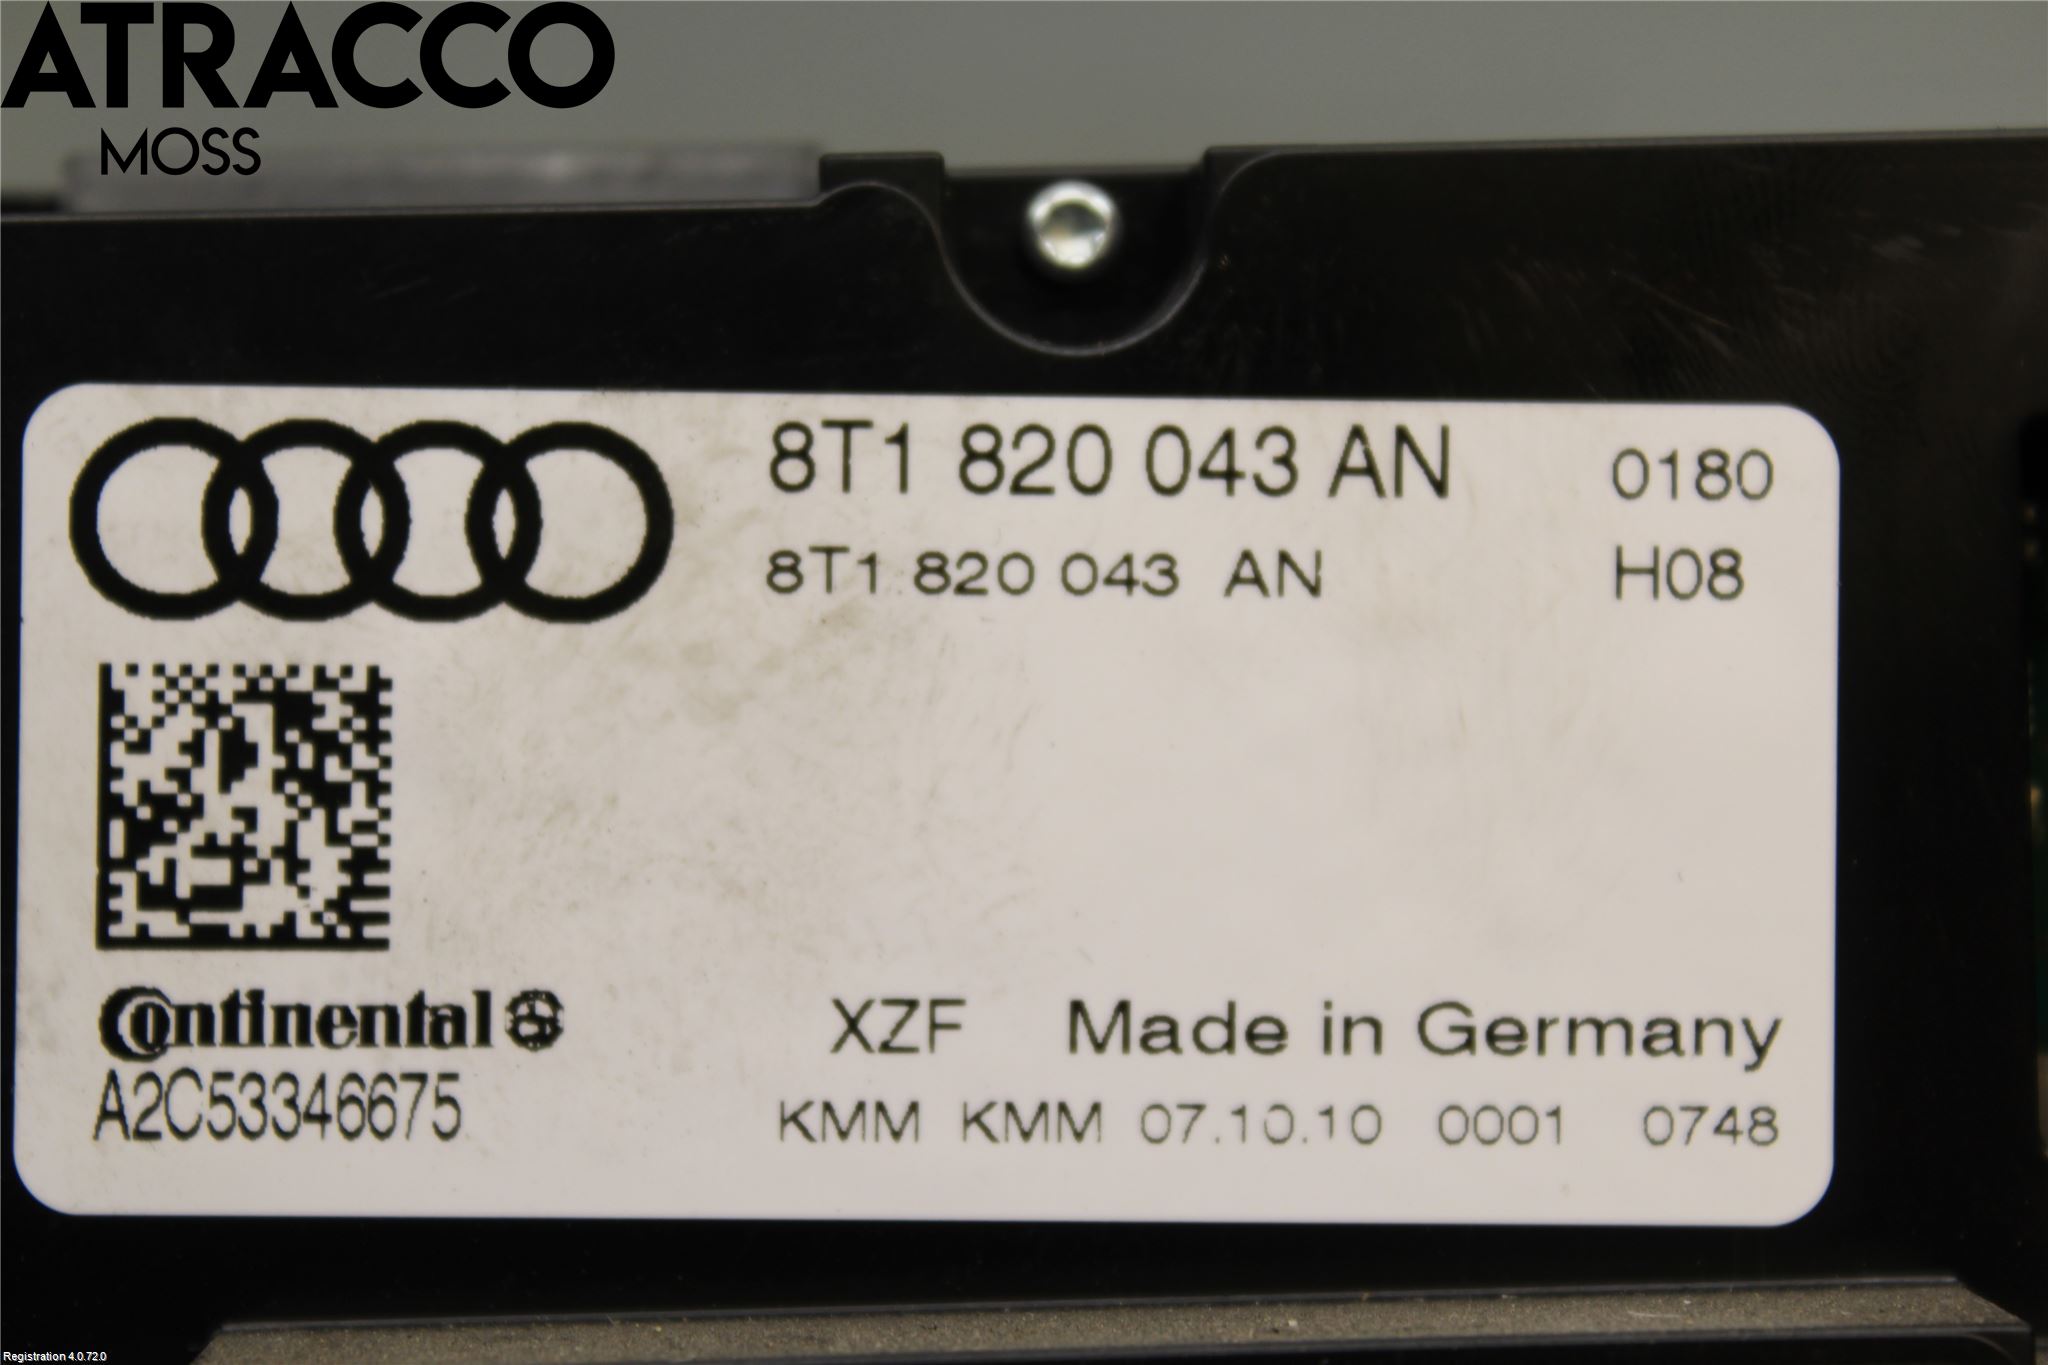 ATRACCO
MOSS
8T1 820 043 AN 0180
8T1 820 043 AN H08
Continental
A2C53346675
XZF Made in Germany
KMM KMM 07.10.10 0001 0748
Registration 4.0.72.0